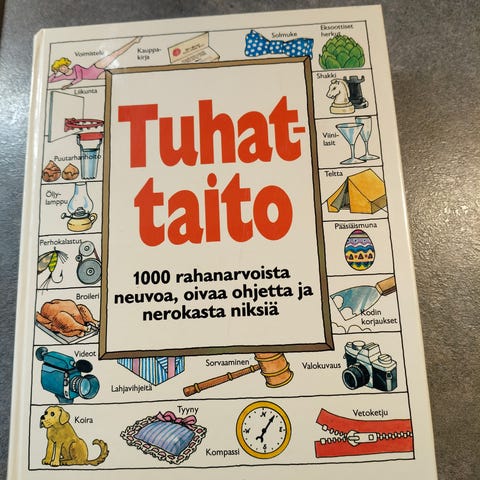 Voimistelu
Kauppa-
kirja
Solmuke
Eksoottiset
herkut
Liikunta
Shakki
Tuhat-
taito
Puutarhanhoito
Viini-
lasit
Öljy-
lamppu
Teltta
Perhokalastus
Pääsiäismuna
1000 rahanarvoista
neuvoa, oivaa ohjetta ja
nerokasta niksiä
Broileri
Kodin
korjaukset
Videot
Lahjavihjeitä
Sorvaaminen
Valokuvaus
Koira
Tyyny
Kompassi
Vetoketju